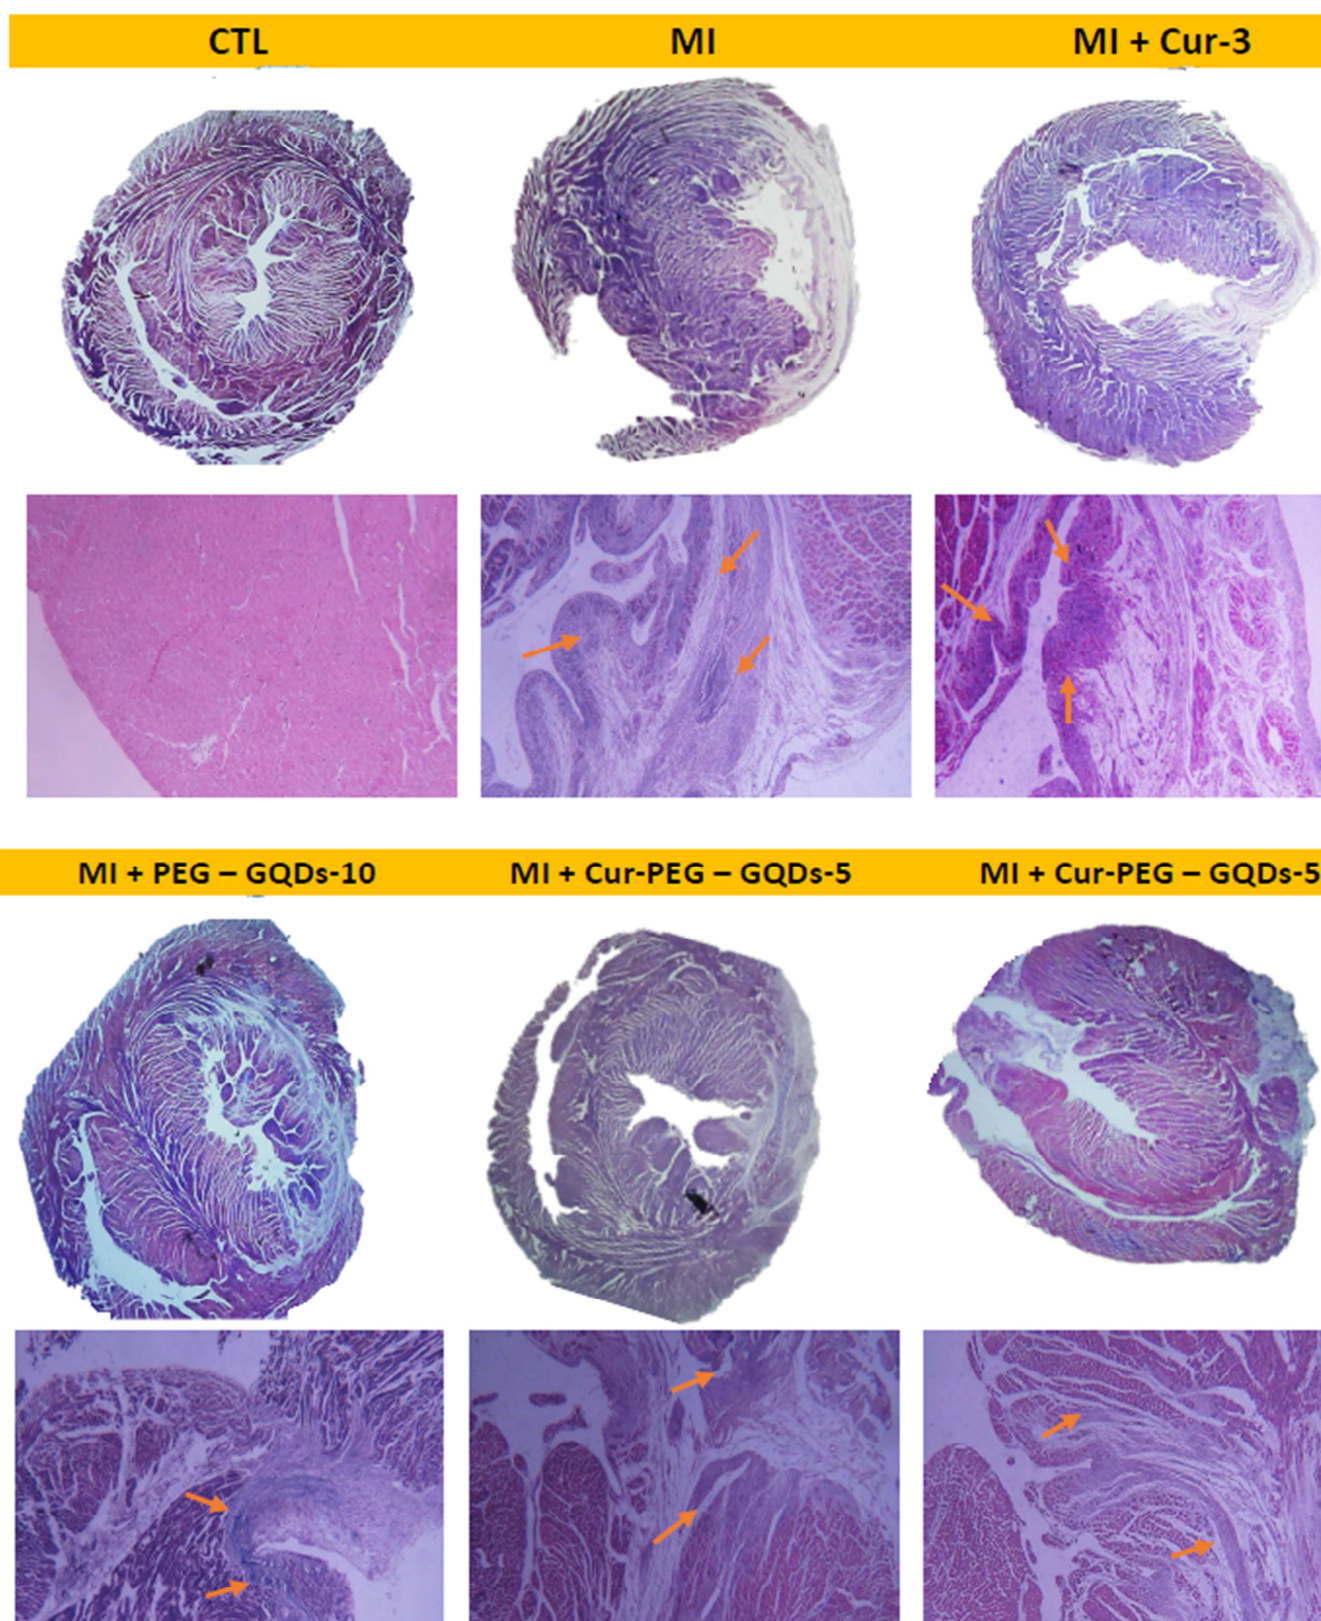 CTL
MI
MI + Cur-3
MI + PEG – GQDs-10
MI + Cur-PEG – GQDs-5
MI + Cur-PEG – GQDs-5